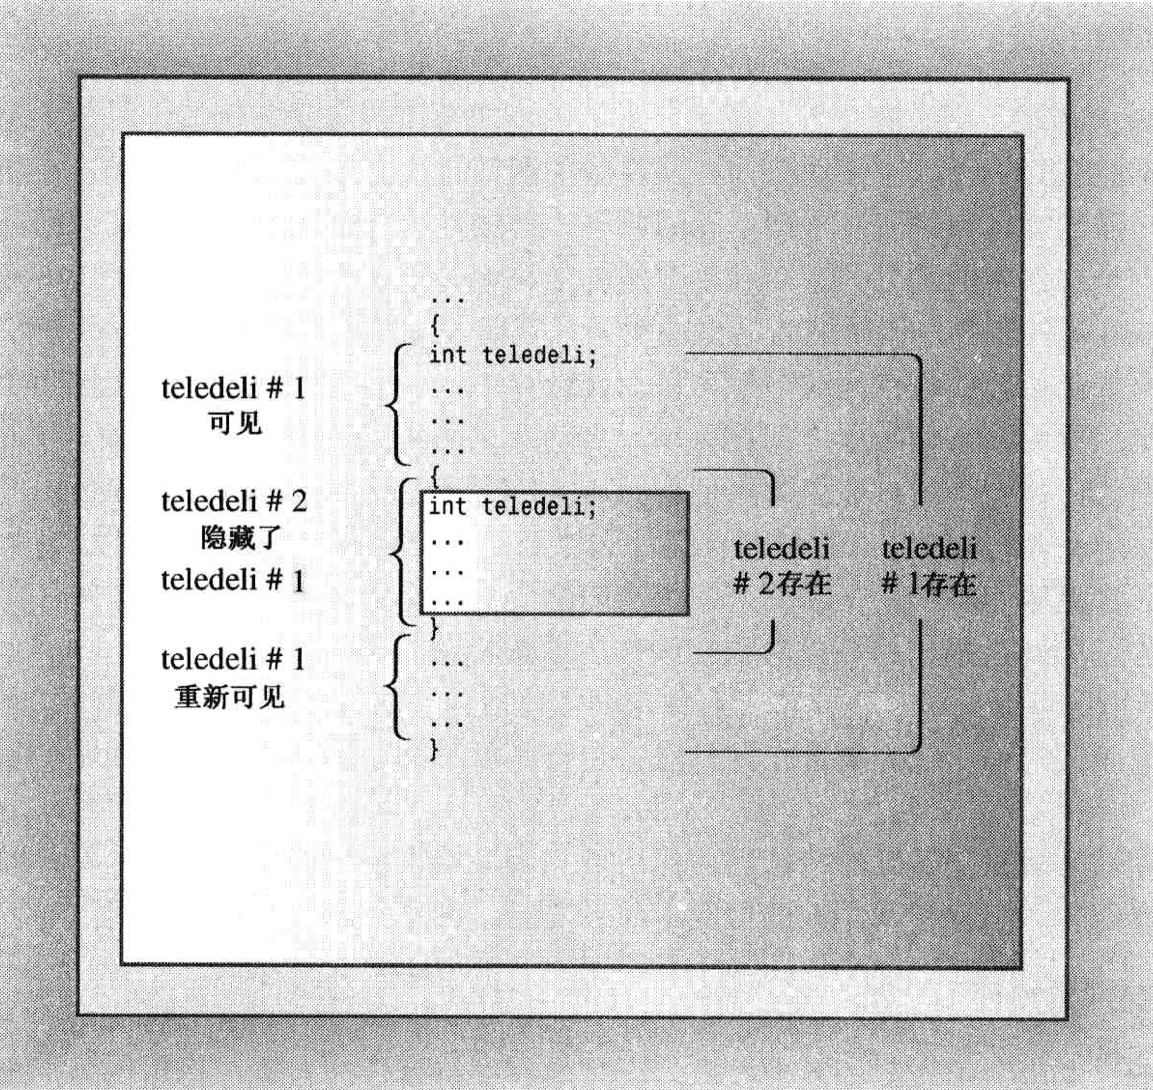 ...
{
int teledeli;
...
...
...
{
int teledeli;
...
...
...
}
...
...
...
}
teledeli # 1
可见
teledeli # 2
隐藏了
teledeli # 1
teledeli # 1
重新可见
teledeli
# 2存在
teledeli
# 1存在